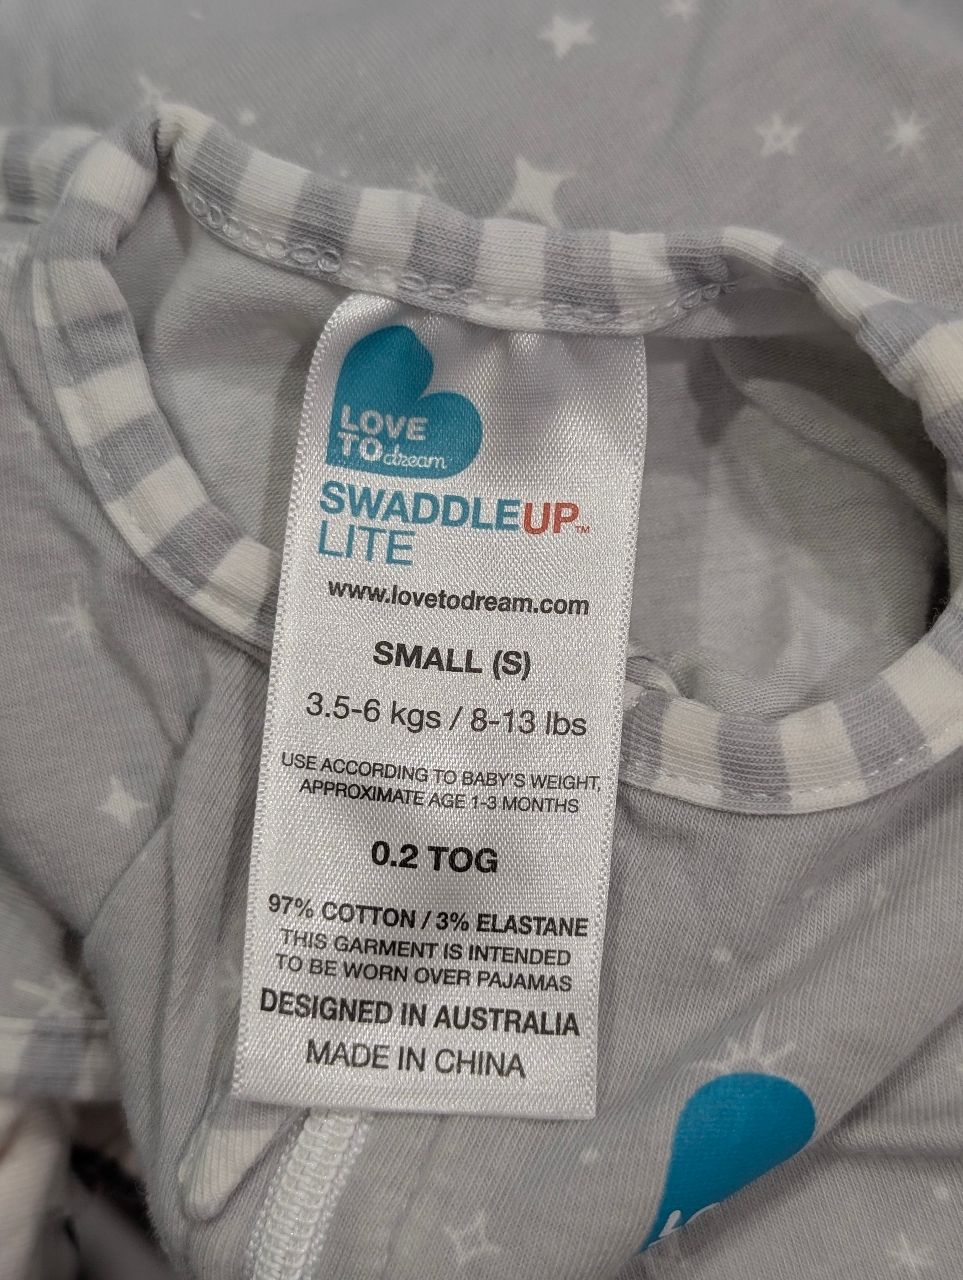 LOVE
TO dream
SWADDLEUP™
LITE
www.lovetodream.com
SMALL (S)
3.5-6 kgs / 8-13 lbs
USE ACCORDING TO BABY'S WEIGHT,
APPROXIMATE AGE 1-3 MONTHS
0.2 TOG
97% COTTON / 3% ELASTANE
THIS GARMENT IS INTENDED
TO BE WORN OVER PAJAMAS
DESIGNED IN AUSTRALIA
MADE IN CHINA